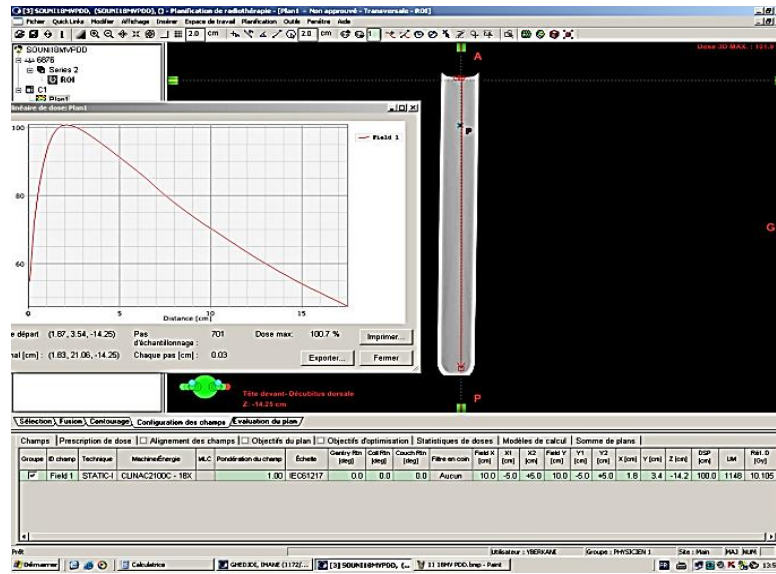 [3] SOUNI18MVPDD, (SOUNI18MVPDD), () - Planification de radiothérapie - [Plan1 - Non approuvé - Transversale - ROI]
Fichier Quick Links Modifier Affichage Insérer Espace de travail Planification Outils Fenêtre Aide
2.0 cm 2.0 cm 1
SOUNI18MVPDD
6876
Series 2
ROI
C1
Plan1
Dose 3D MAX. : 101.9
A
P
G
P
linéaire de dose: Plan1
Field 1
100
80
60
0 5 10 15
Distance [cm]
départ (1.87, 3.54, -14.25) Pas d'échantillonnage : 701 Dose max: 100.7 % Imprimer...
nal [cm] : (1.83, 21.06, -14.25) Chaque pas [cm] : 0.03 Exporter... Fermer
Tête devant- Décubitus dorsale
Z: -14.25 cm
Sélection Fusion Contourage Configuration des champs Évaluation du plan
Champs Prescription de dose Alignement des champs Objectifs du plan Objectifs d'optimisation Statistiques de doses Modèles de calcul Somme de plans
Groupe ID champ Technique Machine/Énergie MLC Pondération du champ Échelle Gantry Rtn [deg] Coll Rtn [deg] Couch Rtn [deg] Filtre en coin Field X [cm] X1 [cm] X2 [cm] Field Y [cm] Y1 [cm] Y2 [cm] X [cm] Y [cm] Z [cm] DSP [cm] UM Réf. D [Gy]
Field 1 STATIC-I CLINAC2100C - 18X 1.00 IEC61217 0.0 0.0 0.0 Aucun 10.0 -5.0 +5.0 10.0 -5.0 +5.0 1.8 3.4 -14.2 100.0 1148 10.105
Prêt Utilisateur : YBERKANE Groupe : PHYSICIEN 1 Site : Main MAJ NUM
Démarrer Calculatrice GHEDJDE, IMANE (1172/... [3] SOUNI18MVPDD, (... 11 18MV PDD.bmp - Paint FR